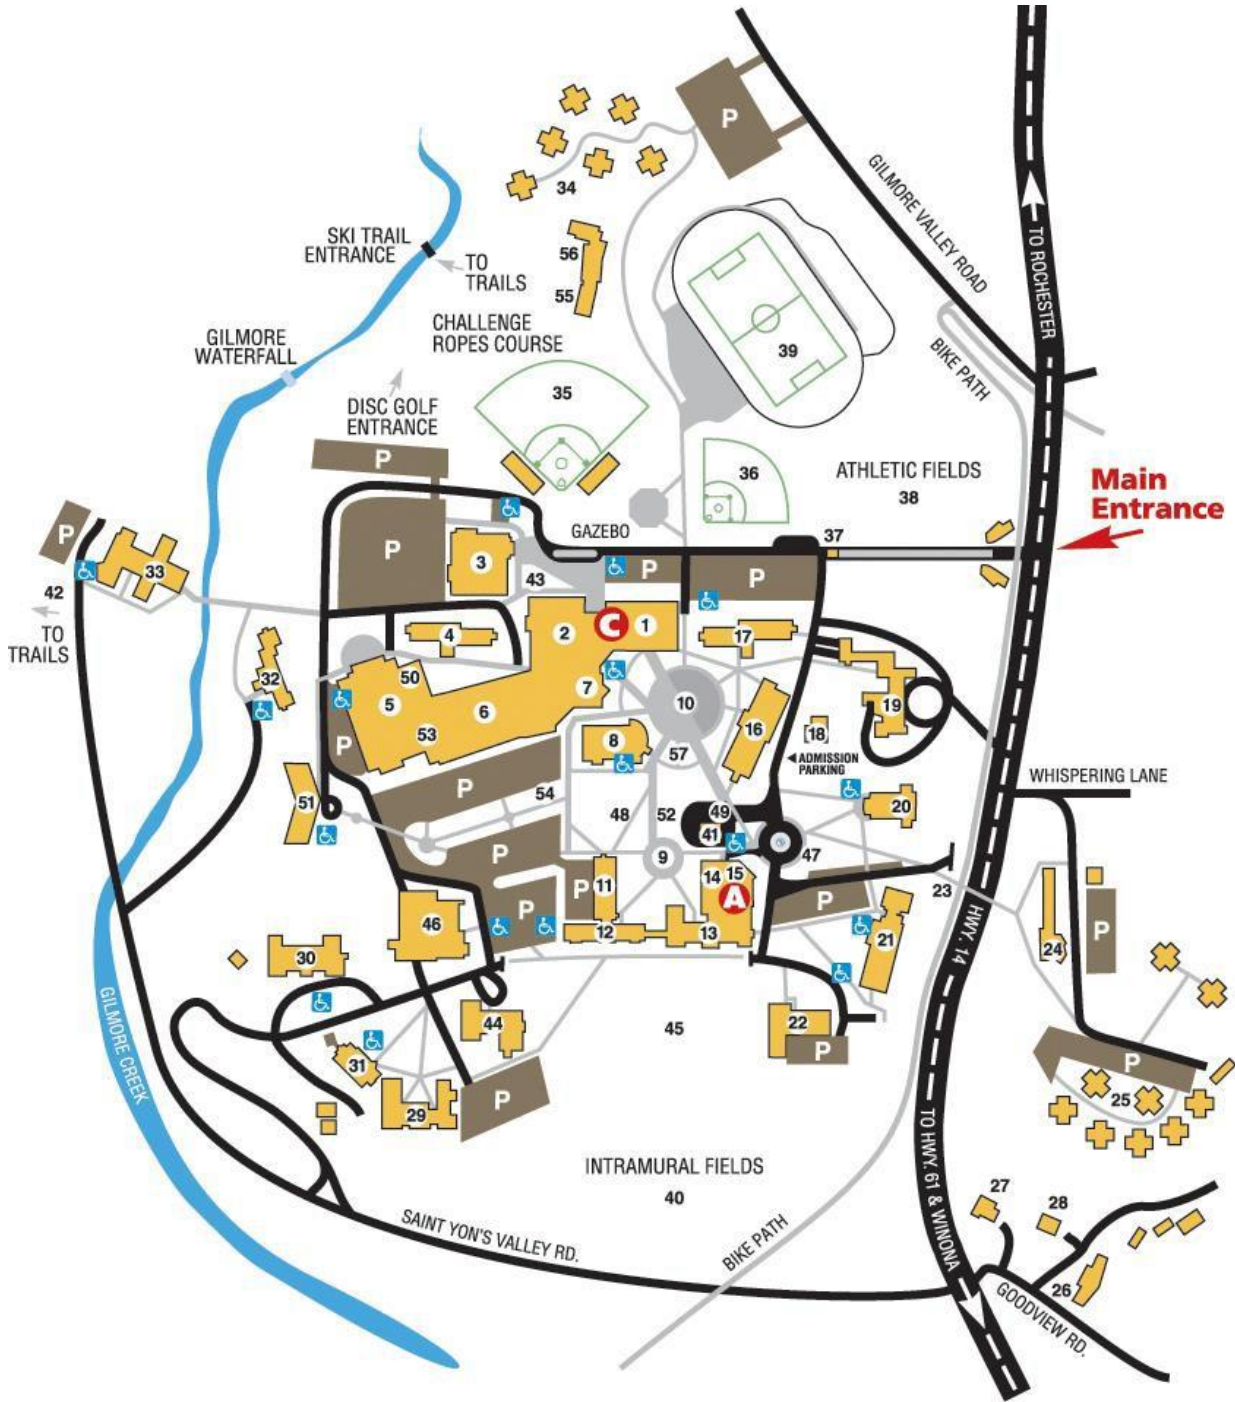 P
GILMORE VALLEY ROAD
34
TO ROCHESTER
SKI TRAIL
ENTRANCE
TO
TRAILS
56
55
CHALLENGE
ROPES COURSE
GILMORE
WATERFALL
39
BIKE PATH
35
DISC GOLF
ENTRANCE
P
36
ATHLETIC FIELDS
38
Main
Entrance
P
GAZEBO
37
33
P
3
43
P
P
42
TO
TRAILS
4
2
C
1
17
32
50
5
6
7
10
19
53
16
18
ADMISSION
PARKING
8
57
P
P
WHISPERING LANE
51
54
48
52
49
41
20
P
9
47
11
14
15
A
P
P
P
23
46
12
13
21
HWY. 14
24
P
30
44
45
22
P
GILMORE CREEK
31
P
29
P
25
TO HWY. 61 & WINONA
INTRAMURAL FIELDS
40
27
28
SAINT YON'S VALLEY RD.
BIKE PATH
26
GOODVIEW RD.